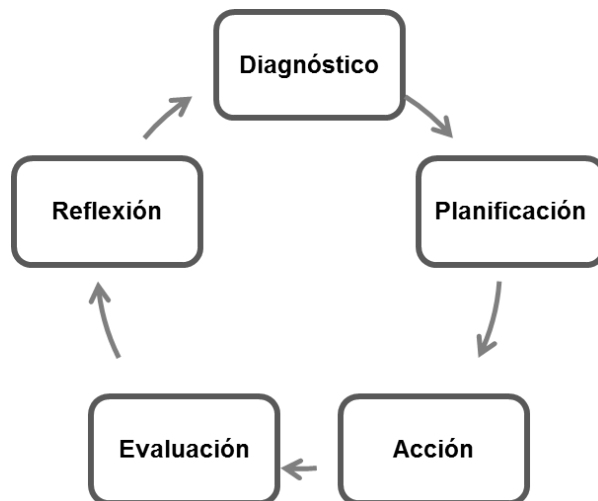 Diagnóstico
Planificación
Acción
Evaluación
Reflexión